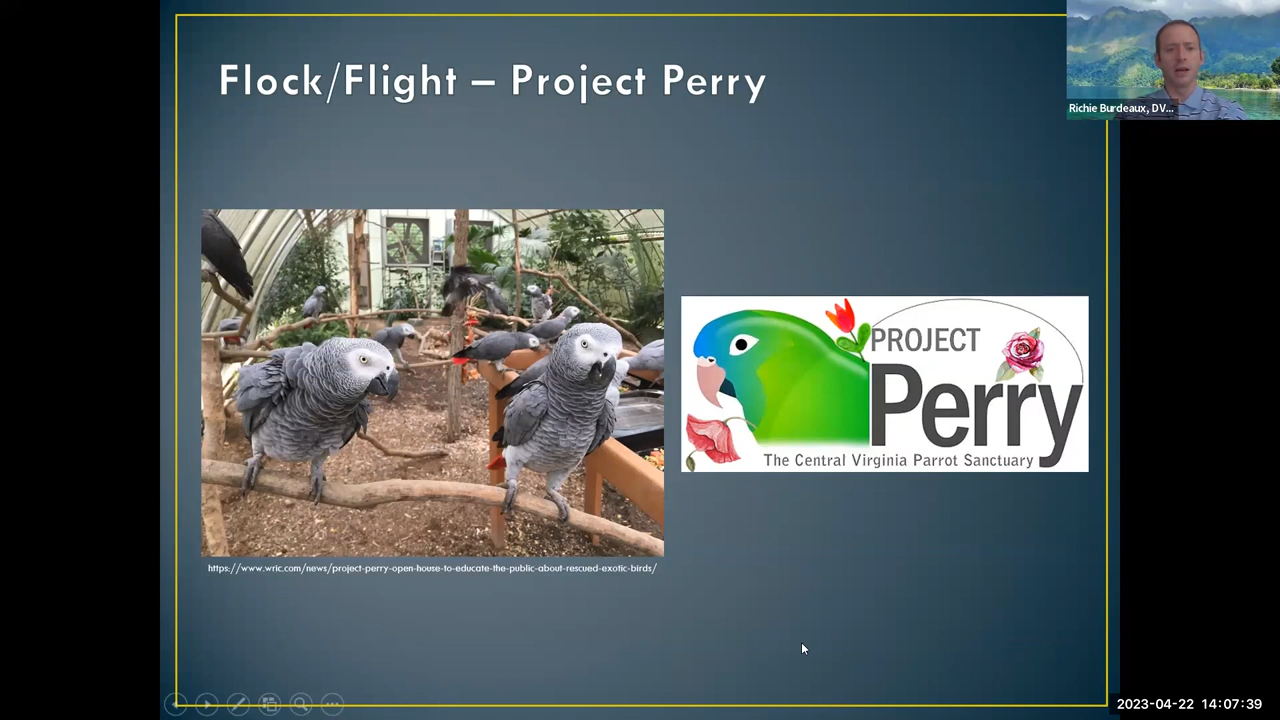 Flock/Flight – Project Perry
Richie Burdeaux, DV...
PROJECT
Perry
The Central Virginia Parrot Sanctuary
https://www.wric.com/news/project-perry-open-house-to-educate-the-public-about-rescued-exotic-birds/
2023-04-22 14:07:39